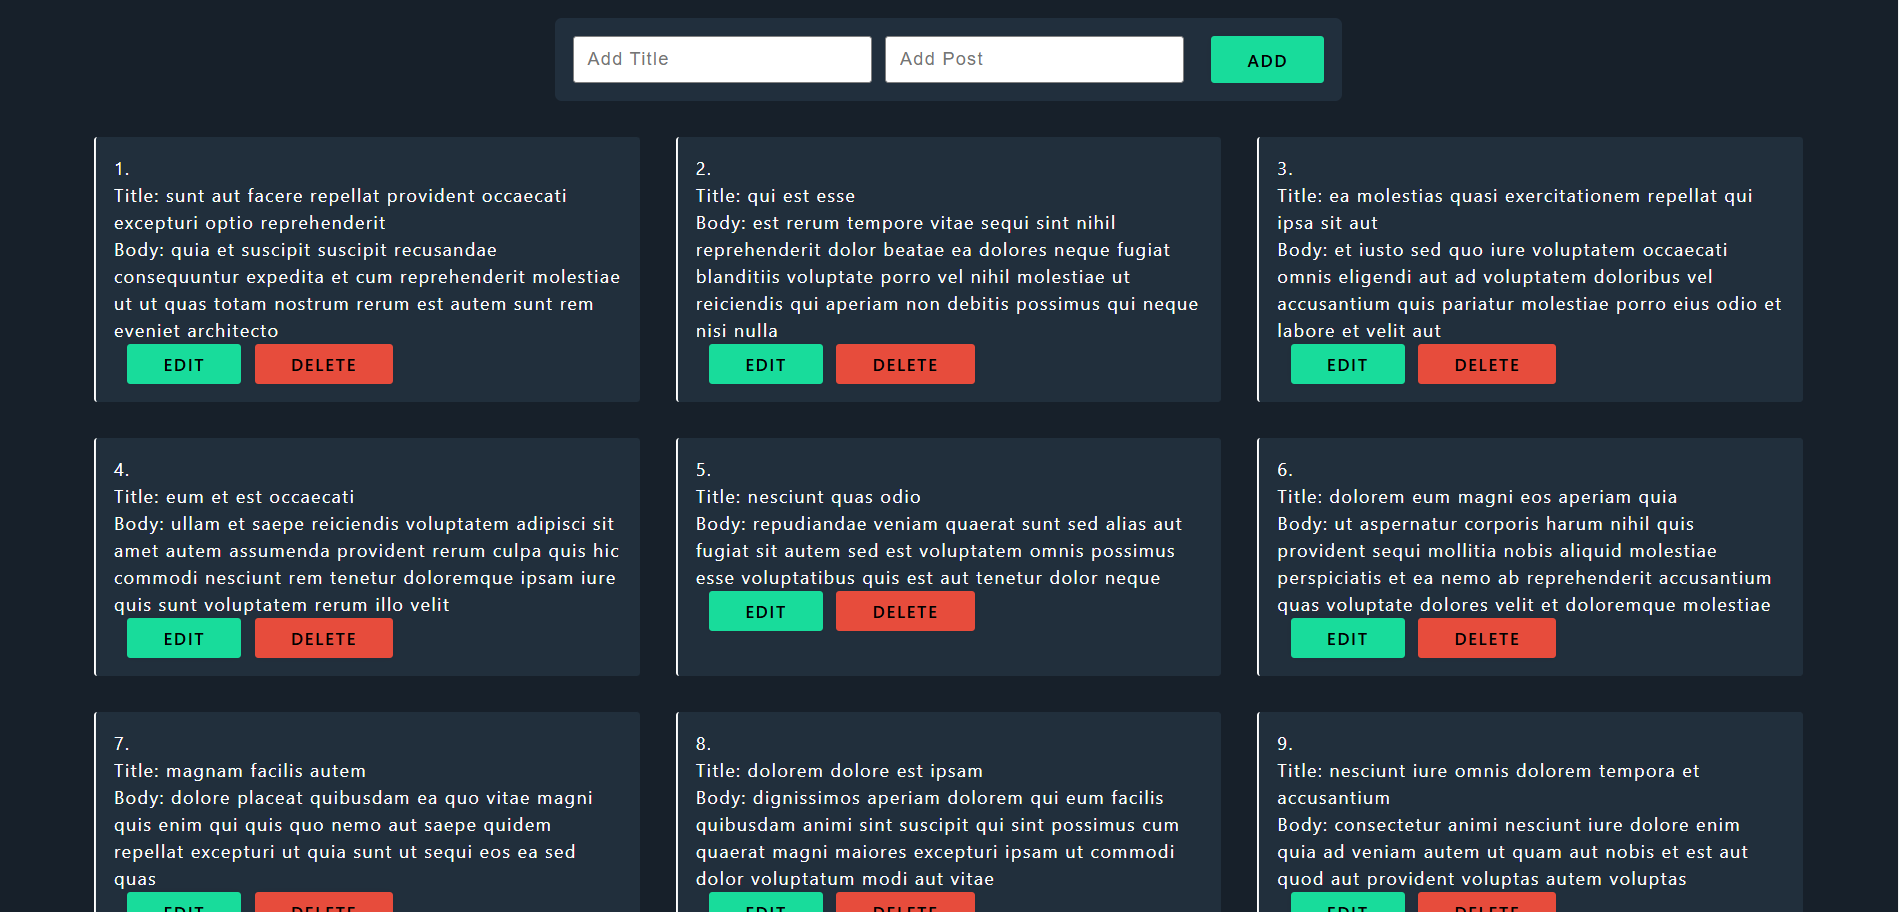 Add Title
Add Post
ADD
1.
Title: sunt aut facere repellat provident occaecati
excepturi optio reprehenderit
Body: quia et suscipit suscipit recusandae
consequuntur expedita et cum reprehenderit molestiae
ut ut quas totam nostrum rerum est autem sunt rem
eveniet architecto
EDIT
DELETE
2.
Title: qui est esse
Body: est rerum tempore vitae sequi sint nihil
reprehenderit dolor beatae ea dolores neque fugiat
blanditiis voluptate porro vel nihil molestiae ut
reiciendis qui aperiam non debitis possimus qui neque
nisi nulla
EDIT
DELETE
3.
Title: ea molestias quasi exercitationem repellat qui
ipsa sit aut
Body: et iusto sed quo iure voluptatem occaecati
omnis eligendi aut ad voluptatem doloribus vel
accusantium quis pariatur molestiae porro eius odio et
labore et velit aut
EDIT
DELETE
4.
Title: eum et est occaecati
Body: ullam et saepe reiciendis voluptatem adipisci sit
amet autem assumenda provident rerum culpa quis hic
commodi nesciunt rem tenetur doloremque ipsam iure
quis sunt voluptatem rerum illo velit
EDIT
DELETE
5.
Title: nesciunt quas odio
Body: repudiandae veniam quaerat sunt sed alias aut
fugiat sit autem sed est voluptatem omnis possimus
esse voluptatibus quis est aut tenetur dolor neque
EDIT
DELETE
6.
Title: dolorem eum magni eos aperiam quia
Body: ut aspernatur corporis harum nihil quis
provident sequi mollitia nobis aliquid molestiae
perspiciatis et ea nemo ab reprehenderit accusantium
quas voluptate dolores velit et doloremque molestiae
EDIT
DELETE
7.
Title: magnam facilis autem
Body: dolore placeat quibusdam ea quo vitae magni
quis enim qui quis quo nemo aut saepe quidem
repellat excepturi ut quia sunt ut sequi eos ea sed
quas
EDIT
DELETE
8.
Title: dolorem dolore est ipsam
Body: dignissimos aperiam dolorem qui eum facilis
quibusdam animi sint suscipit qui sint possimus cum
quaerat magni maiores excepturi ipsam ut commodi
dolor voluptatum modi aut vitae
EDIT
DELETE
9.
Title: nesciunt iure omnis dolorem tempora et
accusantium
Body: consectetur animi nesciunt iure dolore enim
quia ad veniam autem ut quam aut nobis et est aut
quod aut provident voluptas autem voluptas
EDIT
DELETE